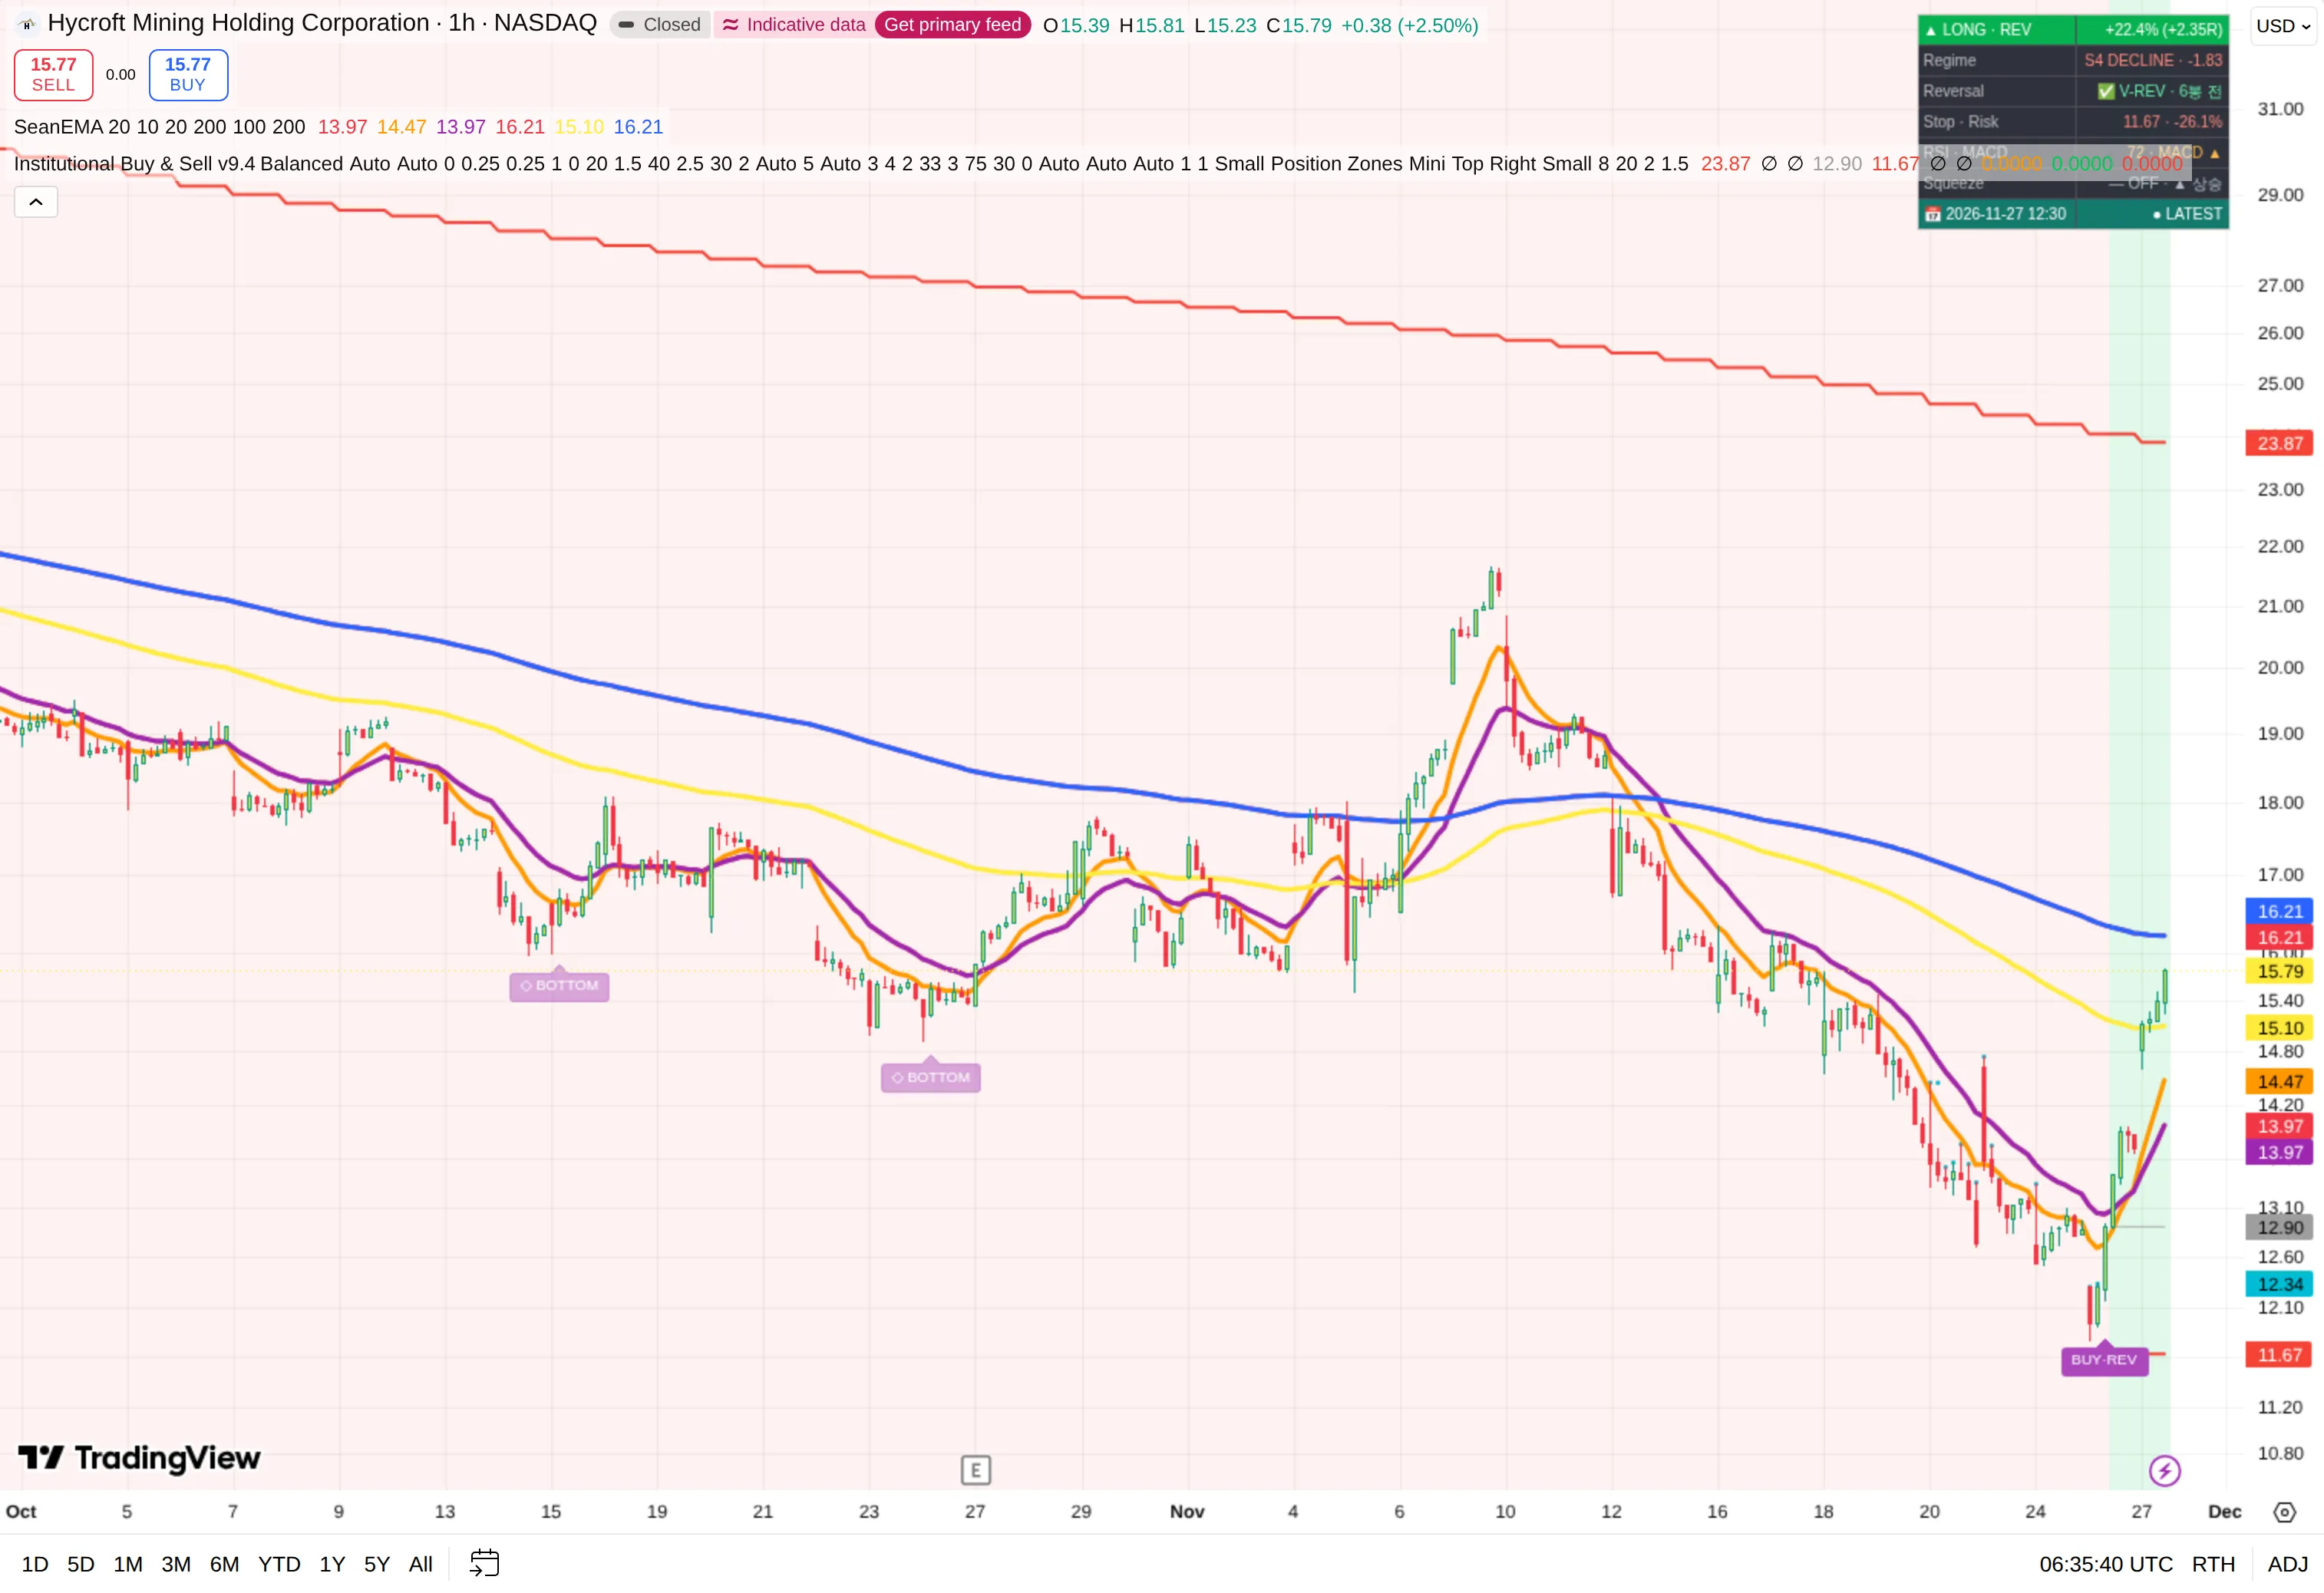 Hycroft Mining Holding Corporation · 1h · NASDAQ Closed Indicative data Get primary feed O15.39 H15.81 L15.23 C15.79 +0.38 (+2.50%)
USD
15.77 SELL 0.00 15.77 BUY
SeanEMA 20 10 20 200 100 200 13.97 14.47 13.97 16.21 15.10 16.21
Institutional Buy & Sell v9.4 Balanced Auto Auto 0 0.25 0.25 1 0 20 1.5 40 2.5 30 2 Auto 5 Auto 3 4 2 33 3 75 30 0 Auto Auto Auto 1 1 Small Position Zones Mini Top Right Small 8 20 2 1.5 23.87 ∅ ∅ 12.90 11.67 ∅ ∅ 0.0000 0.0000 0.0000
▲ LONG · REV +22.4% (+2.35R)
Regime S4 DECLINE · -1.83
Reversal ✅ V-REV · 6봉 전
Stop · Risk 11.67 · -26.1%
RSI · MACD 72 · MACD ▲
Squeeze — OFF · ▲ 상승
📅 2026-11-27 12:30 ● LATEST
31.00
29.00
27.00
26.00
25.00
23.87
23.00
22.00
21.00
20.00
19.00
18.00
17.00
16.21
16.21
16.00
15.79
15.40
15.10
14.80
14.47
14.20
13.97
13.97
13.10
12.90
12.60
12.34
12.10
11.67
11.20
10.80
◇ BOTTOM
◇ BOTTOM
BUY·REV
TradingView
E
Oct 5 7 9 13 15 19 21 23 27 29 Nov 4 6 10 12 16 18 20 24 27 Dec
1D 5D 1M 3M 6M YTD 1Y 5Y All
06:35:40 UTC RTH ADJ